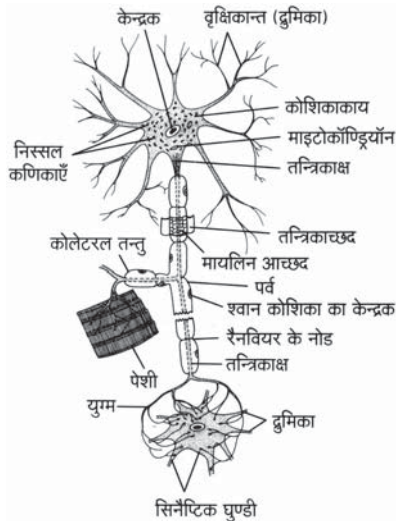 केन्द्रक
वृक्षिकान्त (द्रुमिका)
कोशिकाकाय
माइटोकॉण्ड्रियॉन
निस्सल
कणिकाएँ
तन्त्रिकाक्ष
तन्त्रिकाच्छद
कोलेटरल तन्तु
मायलिन आच्छद
पर्व
श्वान कोशिका का केन्द्रक
रैनवियर के नोड
पेशी
तन्त्रिकाक्ष
युग्म
द्रुमिका
सिनैप्टिक घुण्डी